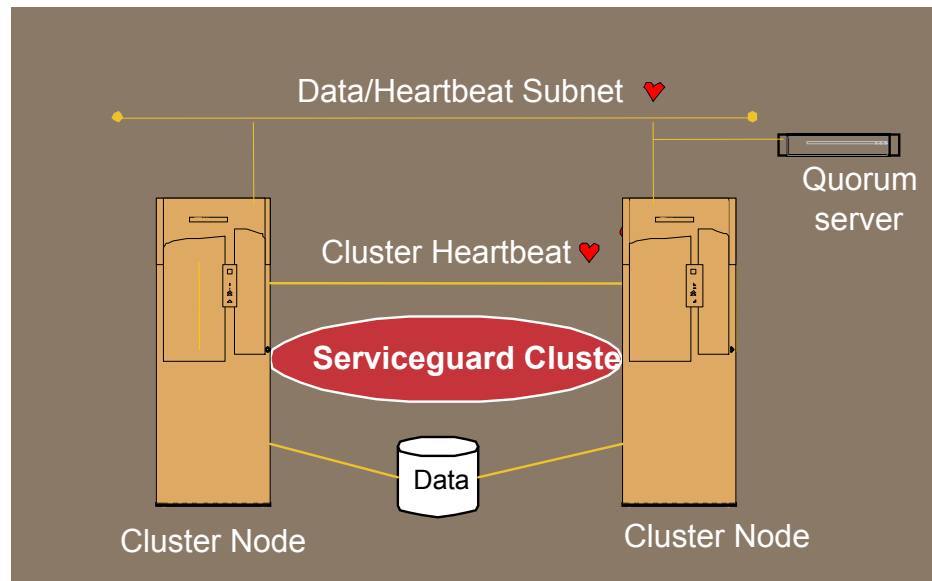 Data/Heartbeat Subnet
Quorum
server
Cluster Heartbeat
Serviceguard Cluste
Data
Cluster Node
Cluster Node